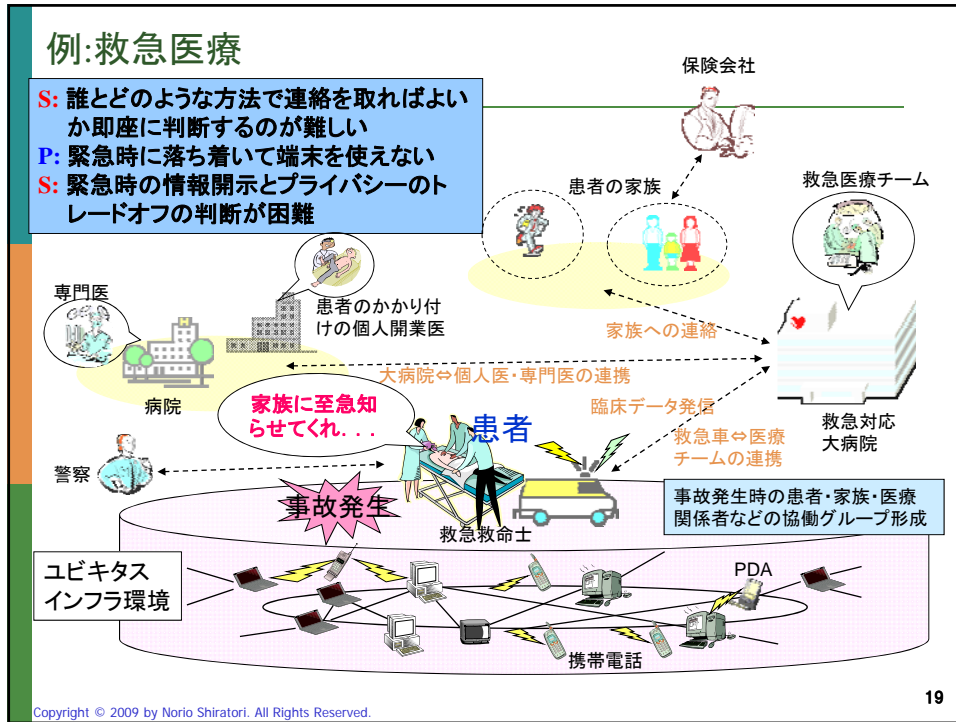 例:救急医療
S: 誰とどのような方法で連絡を取ればよい
か即座に判断するのが難しい
P: 緊急時に落ち着いて端末を使えない
S: 緊急時の情報開示とプライバシーのト
レードオフの判断が困難
保険会社
患者の家族
救急医療チーム
専門医
患者のかかり付
けの個人開業医
家族への連絡
大病院⇔個人医・専門医の連携
病院
家族に至急知
らせてくれ...
患者
臨床データ発信
救急車⇔医療
チームの連携
救急対応
大病院
警察
事故発生
救急救命士
事故発生時の患者・家族・医療
関係者などの協働グループ形成
ユビキタス
インフラ環境
PDA
携帯電話
19
Copyright © 2009 by Norio Shiratori. All Rights Reserved.